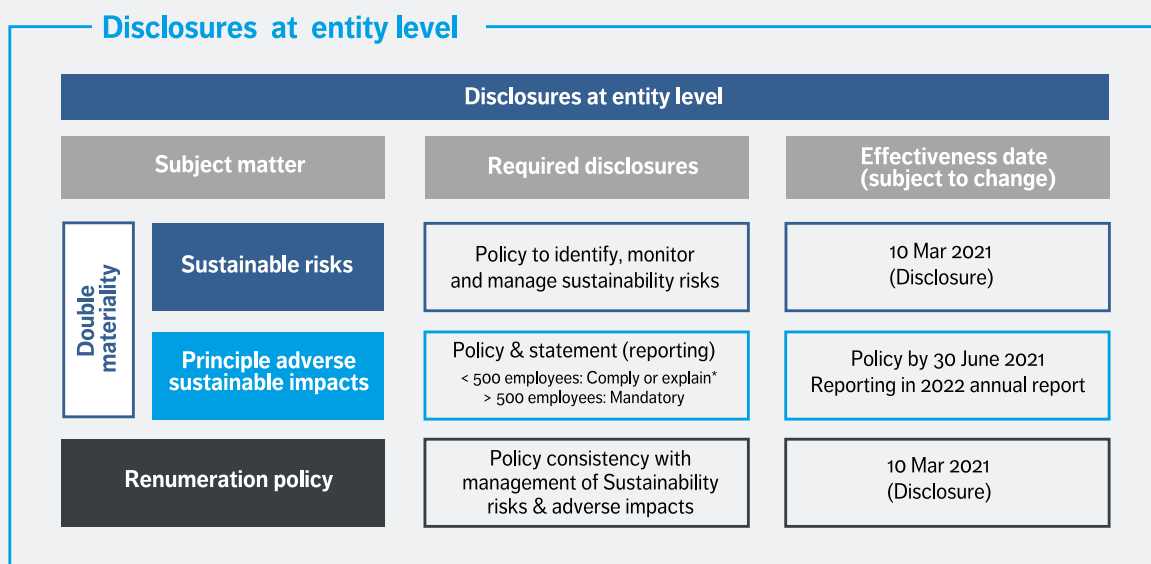 Disclosures at entity level
Disclosures at entity level
Subject matter
Required disclosures
Effectiveness date
(subject to change)
Double
materiality
Sustainable risks
Policy to identify, monitor
and manage sustainability risks
10 Mar 2021
(Disclosure)
Principle adverse
sustainable impacts
Policy & statement (reporting)
< 500 employees: Comply or explain*
> 500 employees: Mandatory
Policy by 30 June 2021
Reporting in 2022 annual report
Renumeration policy
Policy consistency with
management of Sustainability
risks & adverse impacts
10 Mar 2021
(Disclosure)